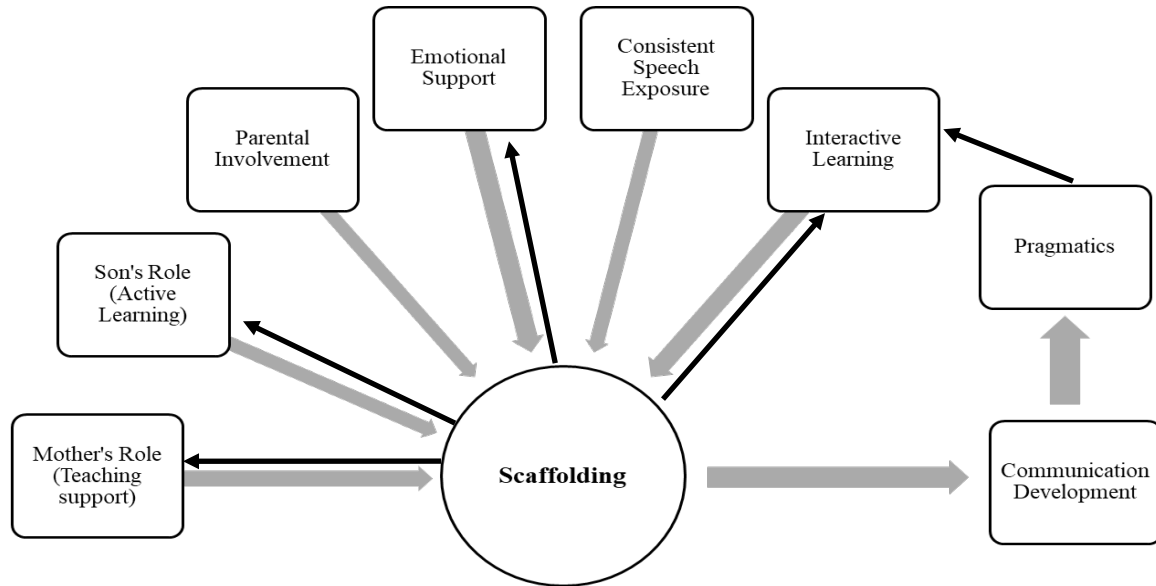 Emotional
Support
Consistent
Speech
Exposure
Parental
Involvement
Interactive
Learning
Pragmatics
Son's Role
(Active
Learning)
Mother's Role
(Teaching
support)
Scaffolding
Communication
Development